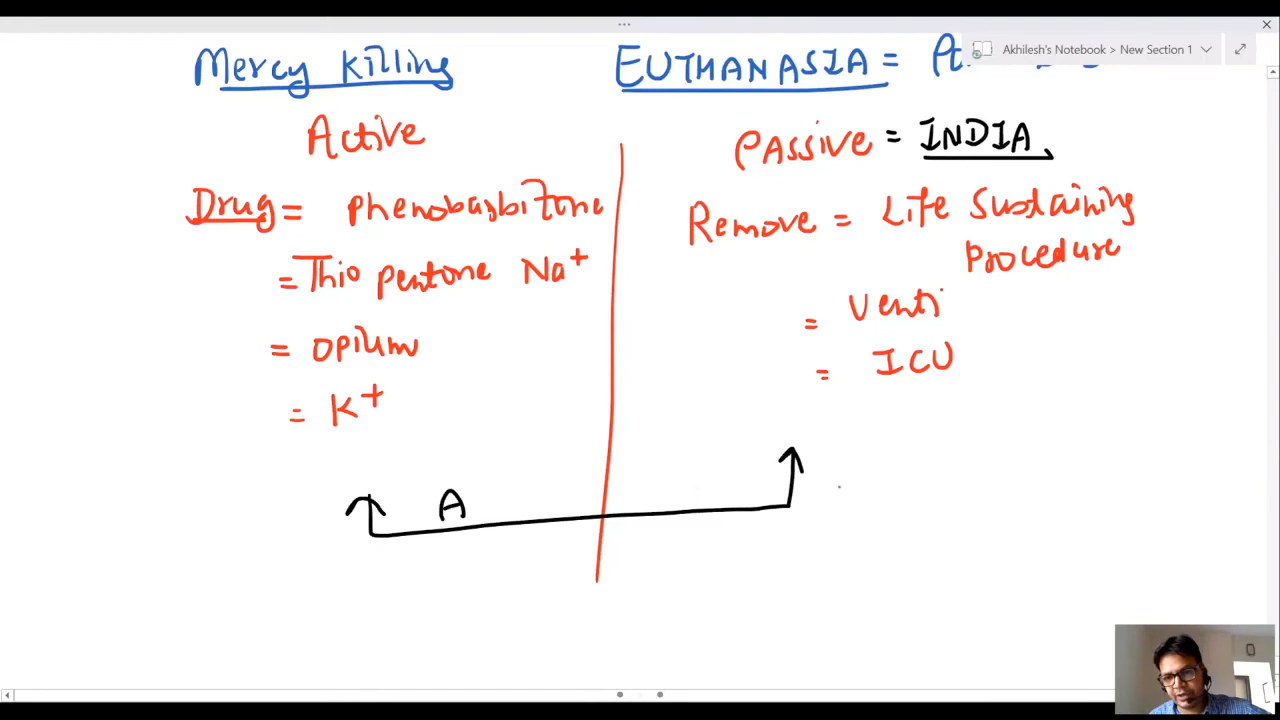 Akhilesh's Notebook > New Section 1
Mercy Killing
EUTHANASIA =
Active
PASSIVE = INDIA
Drug = phenobarbitone
= Thio pentone Na+
= opium
= K+
Remove = Life Sustaining
Procedure
= Venti
= ICU
A